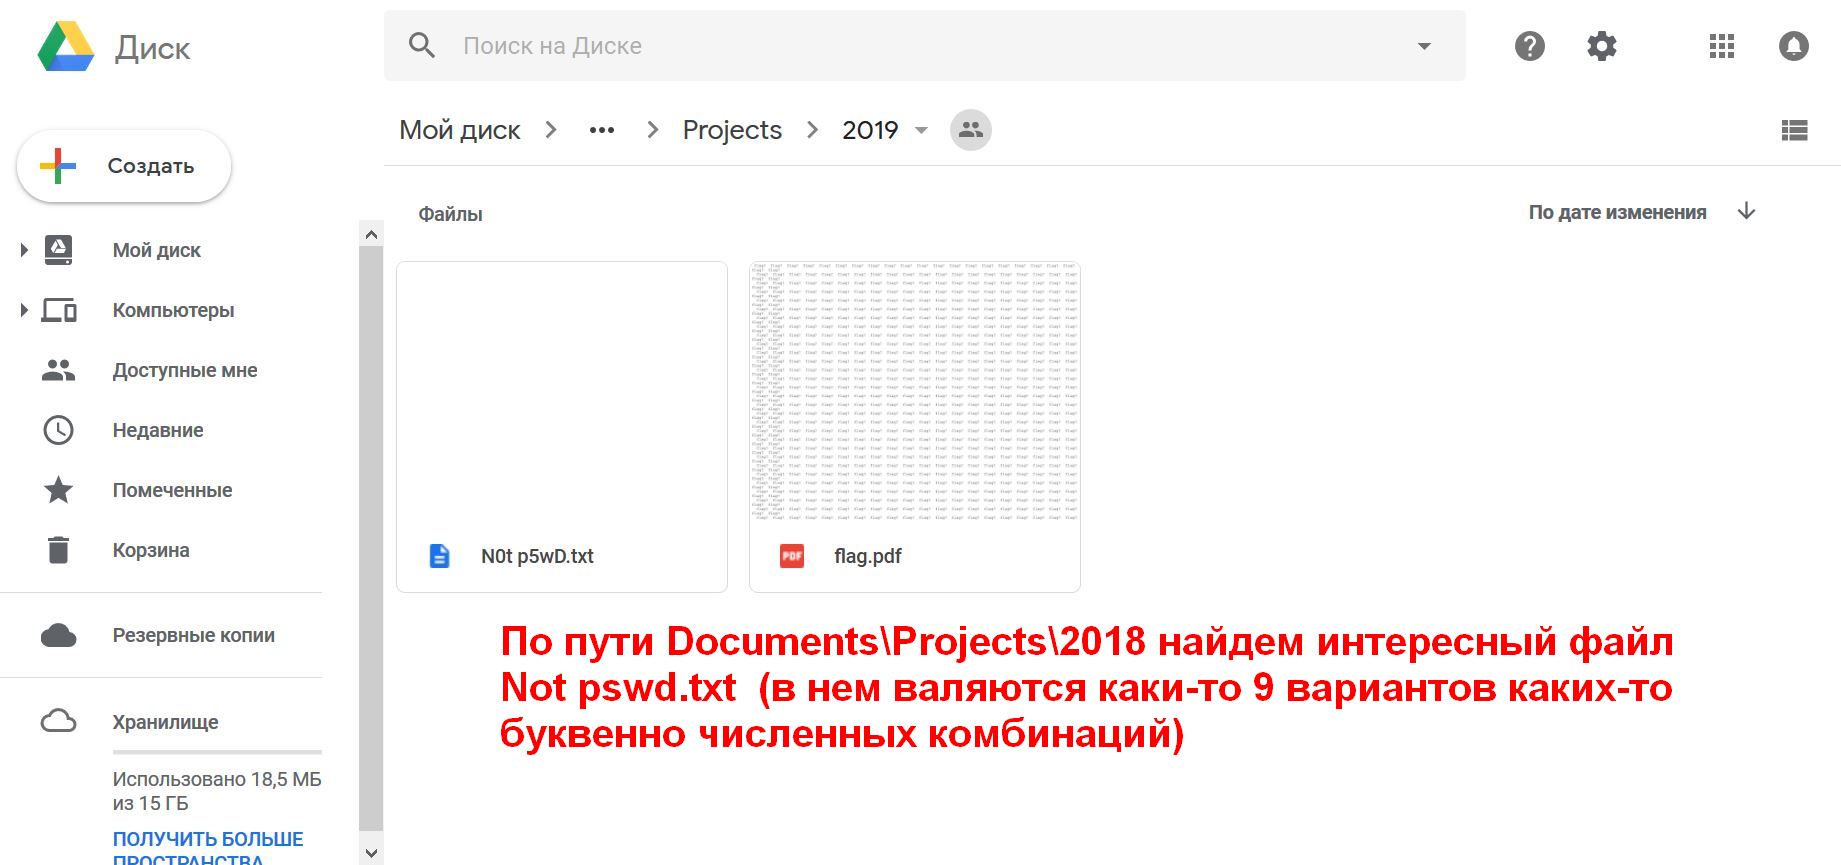 Диск
Поиск на Диске
Мой диск
Projects
2019
Создать
Файлы
По дате изменения
Мой диск
Компьютеры
Доступные мне
Недавние
Помеченные
Корзина
Резервные копии
Хранилище
Использовано 18,5 МБ
из 15 ГБ
ПОЛУЧИТЬ БОЛЬШЕ
ПРОСТРАНСТВА
N0t p5wD.txt
PDF
flag.pdf
По пути Documents\Projects\2018 найдем интересный файл
Not pswd.txt (в нем валяются каки-то 9 вариантов каких-то
буквенно численных комбинаций)